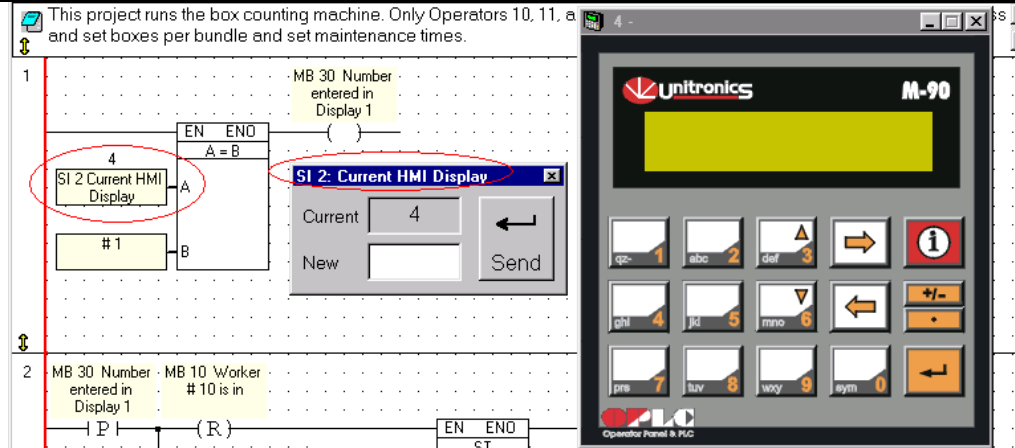 This project runs the box counting machine. Only Operators 10, 11, a
ss
and set boxes per bundle and set maintenance times.
1
MB 30 Number
entered in
Display 1
EN ENO
A = B
4
SI 2 Current HMI
Display
A
# 1
B
SI 2: Current HMI Display
Current 4
New
Send
2
MB 30 Number
entered in
Display 1
MB 10 Worker
# 10 is in
P
R
EN ENO
ST
4 -
Unitronics
M-90
qz- 1
abc 2
def 3
i
ghi 4
jkl 5
mno 6
+/-
prs 7
tuv 8
wxy 9
sym 0
OPLC
Operator Panel & PLC